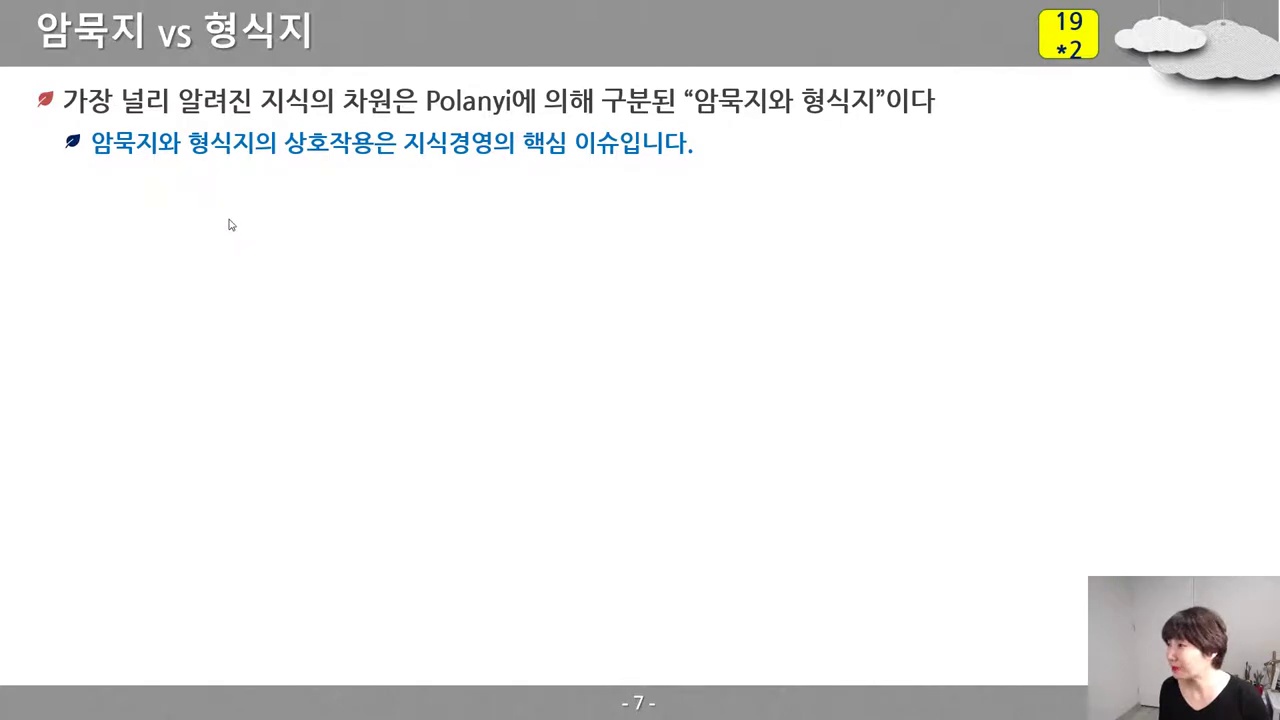 암묵지 vs 형식지
19
*2
가장 널리 알려진 지식의 차원은 Polanyi에 의해 구분된 “암묵지와 형식지”이다
암묵지와 형식지의 상호작용은 지식경영의 핵심 이슈입니다.
- 7 -